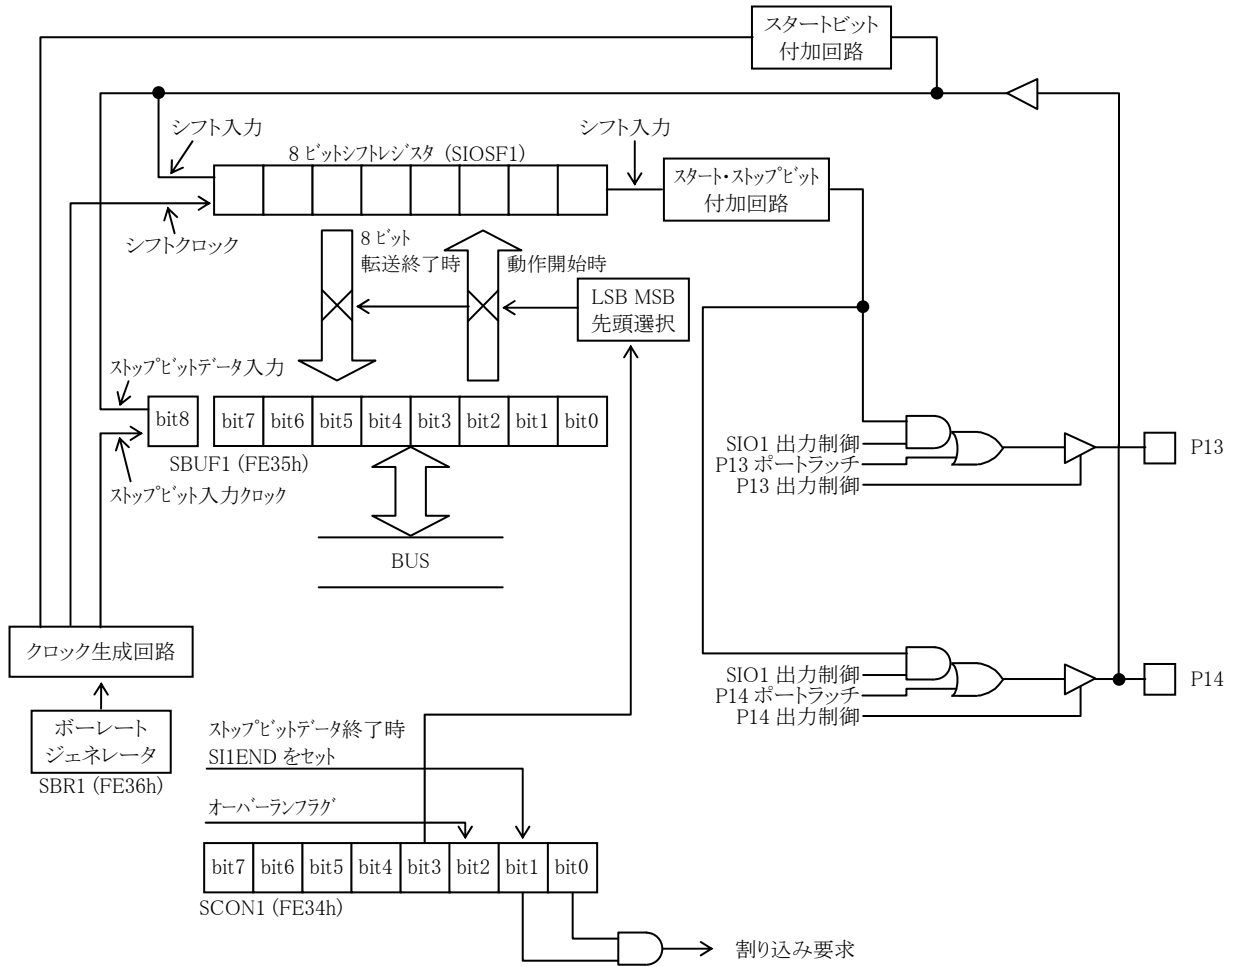 スタートビット
付加回路
シフト入力
シフト入力
8 ビットシフトレジスタ (SIOSF1)
スタート・ストップビット
付加回路
シフトクロック
8 ビット
転送終了時
動作開始時
LSB MSB
先頭選択
ストップビットデータ入力
bit8
bit7 bit6 bit5 bit4 bit3 bit2 bit1 bit0
SBUF1 (FE35h)
ストップビット入力クロック
BUS
SIO1 出力制御
P13 ポートラッチ
P13 出力制御
P13
クロック生成回路
SIO1 出力制御
P14 ポートラッチ
P14 出力制御
P14
ボーレート
ジェネレータ
SBR1 (FE36h)
ストップビットデータ終了時
SI1END をセット
オーバーランフラグ
bit7 bit6 bit5 bit4 bit3 bit2 bit1 bit0
SCON1 (FE34h)
割り込み要求